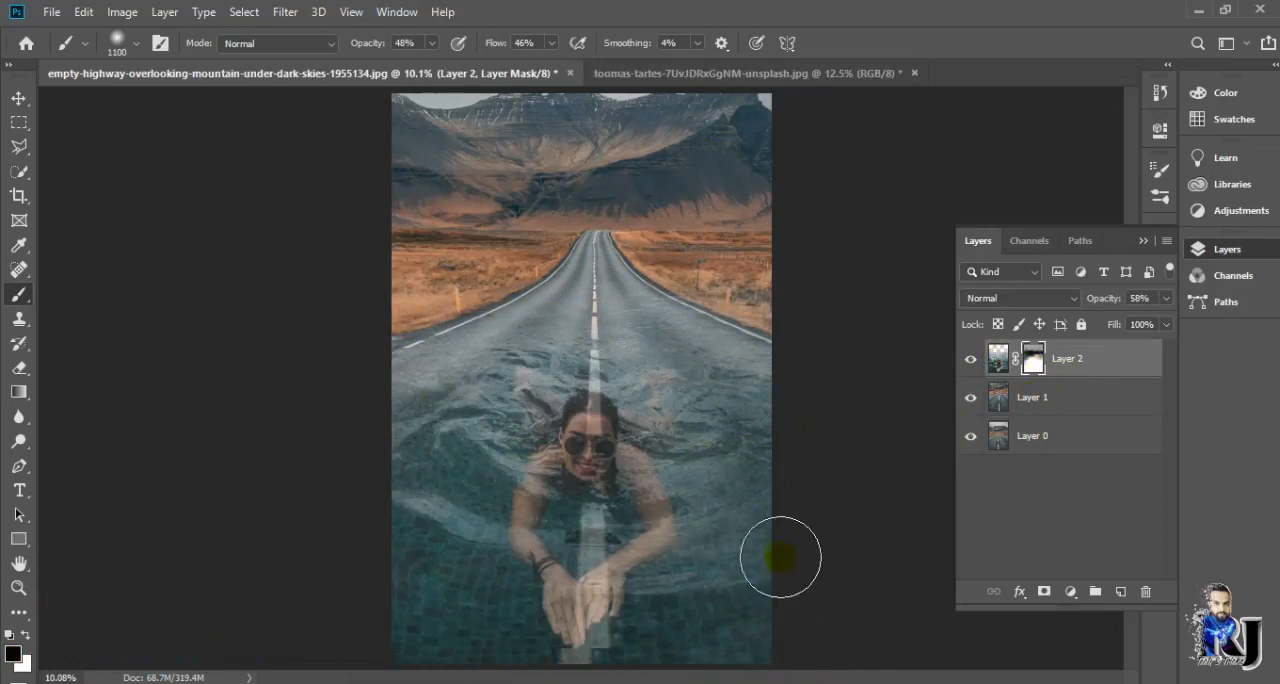 Ps File Edit Image Layer Type Select Filter 3D View Window Help
1100 Mode: Normal Opacity: 48% Flow: 46% Smoothing: 4%
empty-highway-overlooking-mountain-under-dark-skies-1955134.jpg @ 10.1% (Layer 2, Layer Mask/8) * × toomas-tartes-7UvJDRxGgNM-unsplash.jpg @ 12.5% (RGB/8) * ×
Color
Swatches
Learn
Libraries
Adjustments
Layers
Channels
Paths
Layers Channels Paths
Kind
Normal Opacity: 58%
Lock: Fill: 100%
Layer 2
Layer 1
Layer 0
fx
RJ
10.08% Doc: 68.7M/319.4M